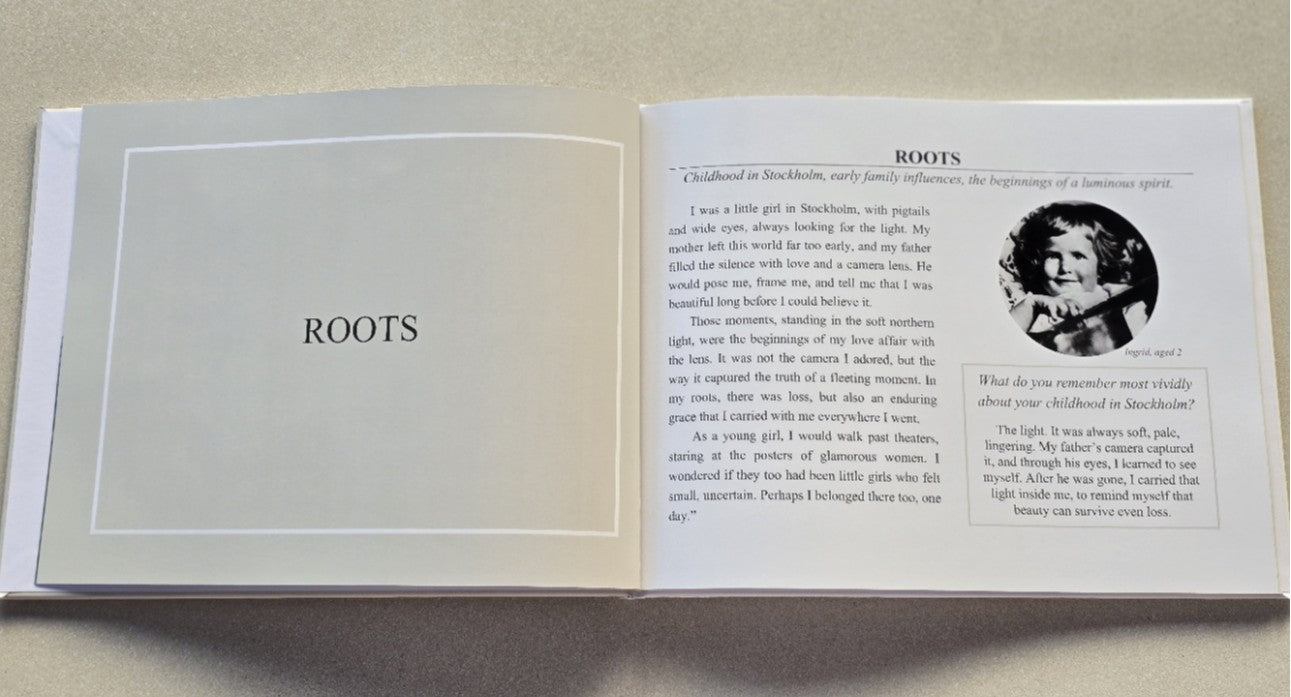 ROOTS
ROOTS
Childhood in Stockholm, early family influences, the beginnings of a luminous spirit.
I was a little girl in Stockholm, with pigtails
and wide eyes, always looking for the light. My
mother left this world far too early, and my father
filled the silence with love and a camera lens. He
would pose me, frame me, and tell me that I was
beautiful long before I could believe it.
Those moments, standing in the soft northern
light, were the beginnings of my love affair with
the lens. It was not the camera I adored, but the
way it captured the truth of a fleeting moment. In
my roots, there was loss, but also an enduring
grace that I carried with me everywhere I went.
As a young girl, I would walk past theaters,
staring at the posters of glamorous women. I
wondered if they too had been little girls who felt
small, uncertain. Perhaps I belonged there too, one
day.”
Ingrid, aged 2
What do you remember most vividly
about your childhood in Stockholm?
The light. It was always soft, pale,
lingering. My father's camera captured
it, and through his eyes, I learned to see
myself. After he was gone, I carried that
light inside me, to remind myself that
beauty can survive even loss.